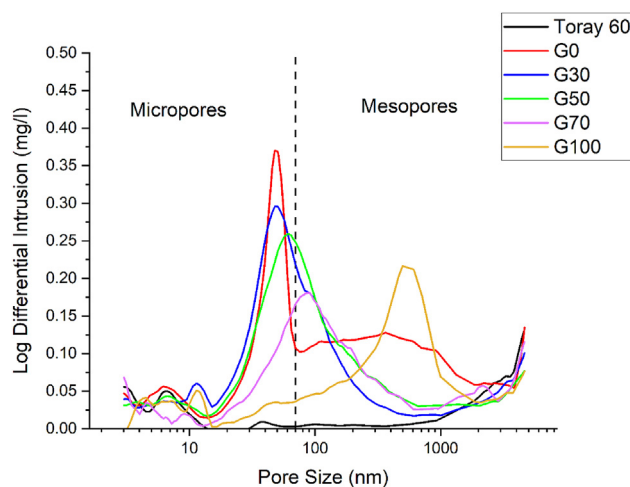 Toray 60
G0
G30
G50
G70
G100
Micropores
Mesopores
0.50
0.45
0.40
0.35
0.30
0.25
0.20
0.15
0.10
0.05
0.00
10
100
1000
Log Differential Intrusion (mg/l)
Pore Size (nm)